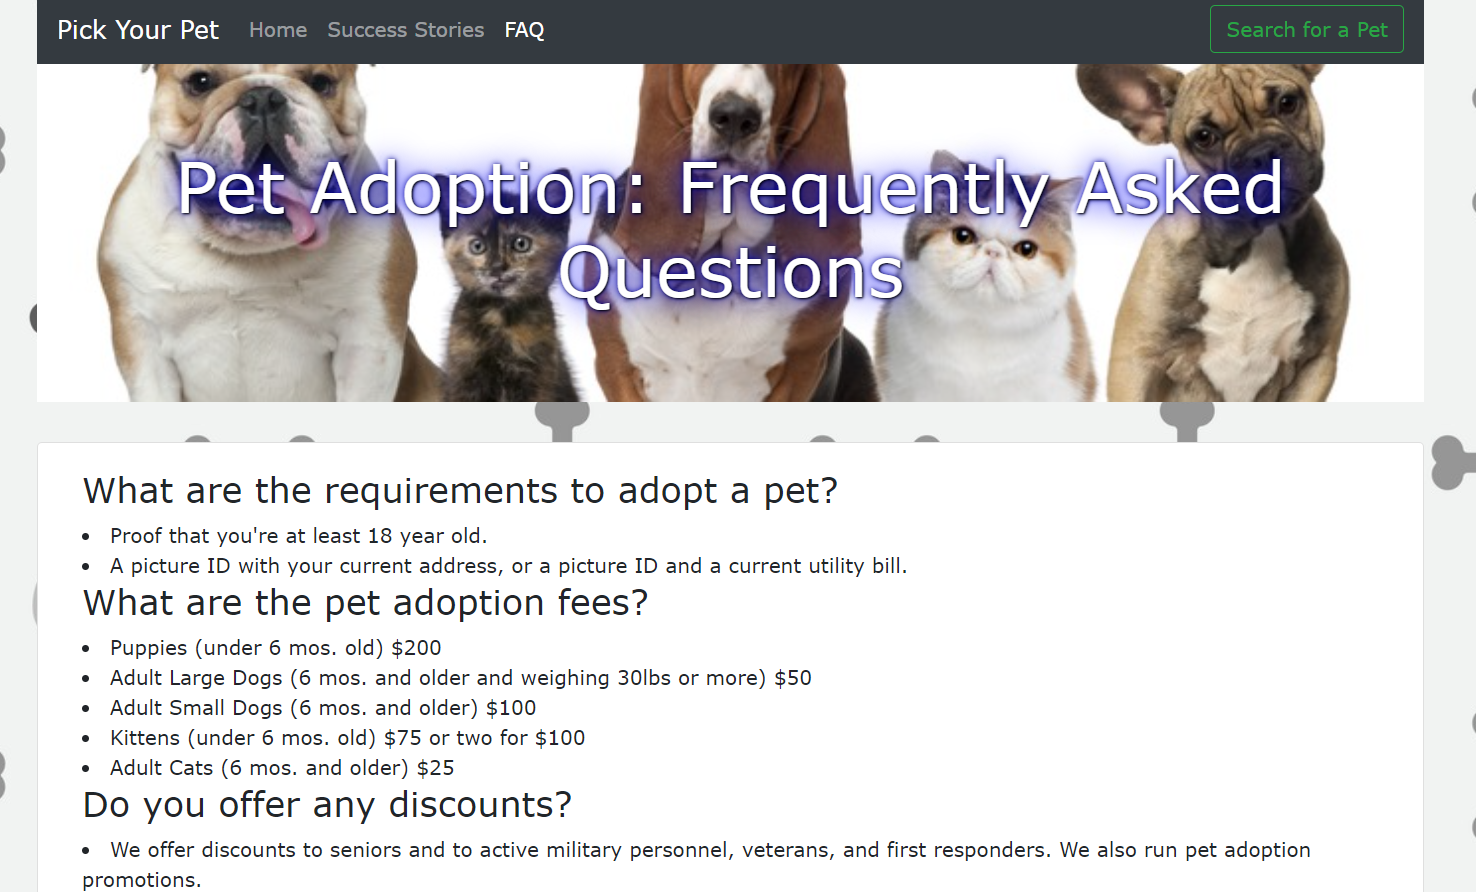 Pick Your Pet Home Success Stories FAQ Search for a Pet
Pet Adoption: Frequently Asked
Questions
What are the requirements to adopt a pet?
• Proof that you're at least 18 year old.
• A picture ID with your current address, or a picture ID and a current utility bill.
What are the pet adoption fees?
• Puppies (under 6 mos. old) $200
• Adult Large Dogs (6 mos. and older and weighing 30lbs or more) $50
• Adult Small Dogs (6 mos. and older) $100
• Kittens (under 6 mos. old) $75 or two for $100
• Adult Cats (6 mos. and older) $25
Do you offer any discounts?
• We offer discounts to seniors and to active military personnel, veterans, and first responders. We also run pet adoption
promotions.